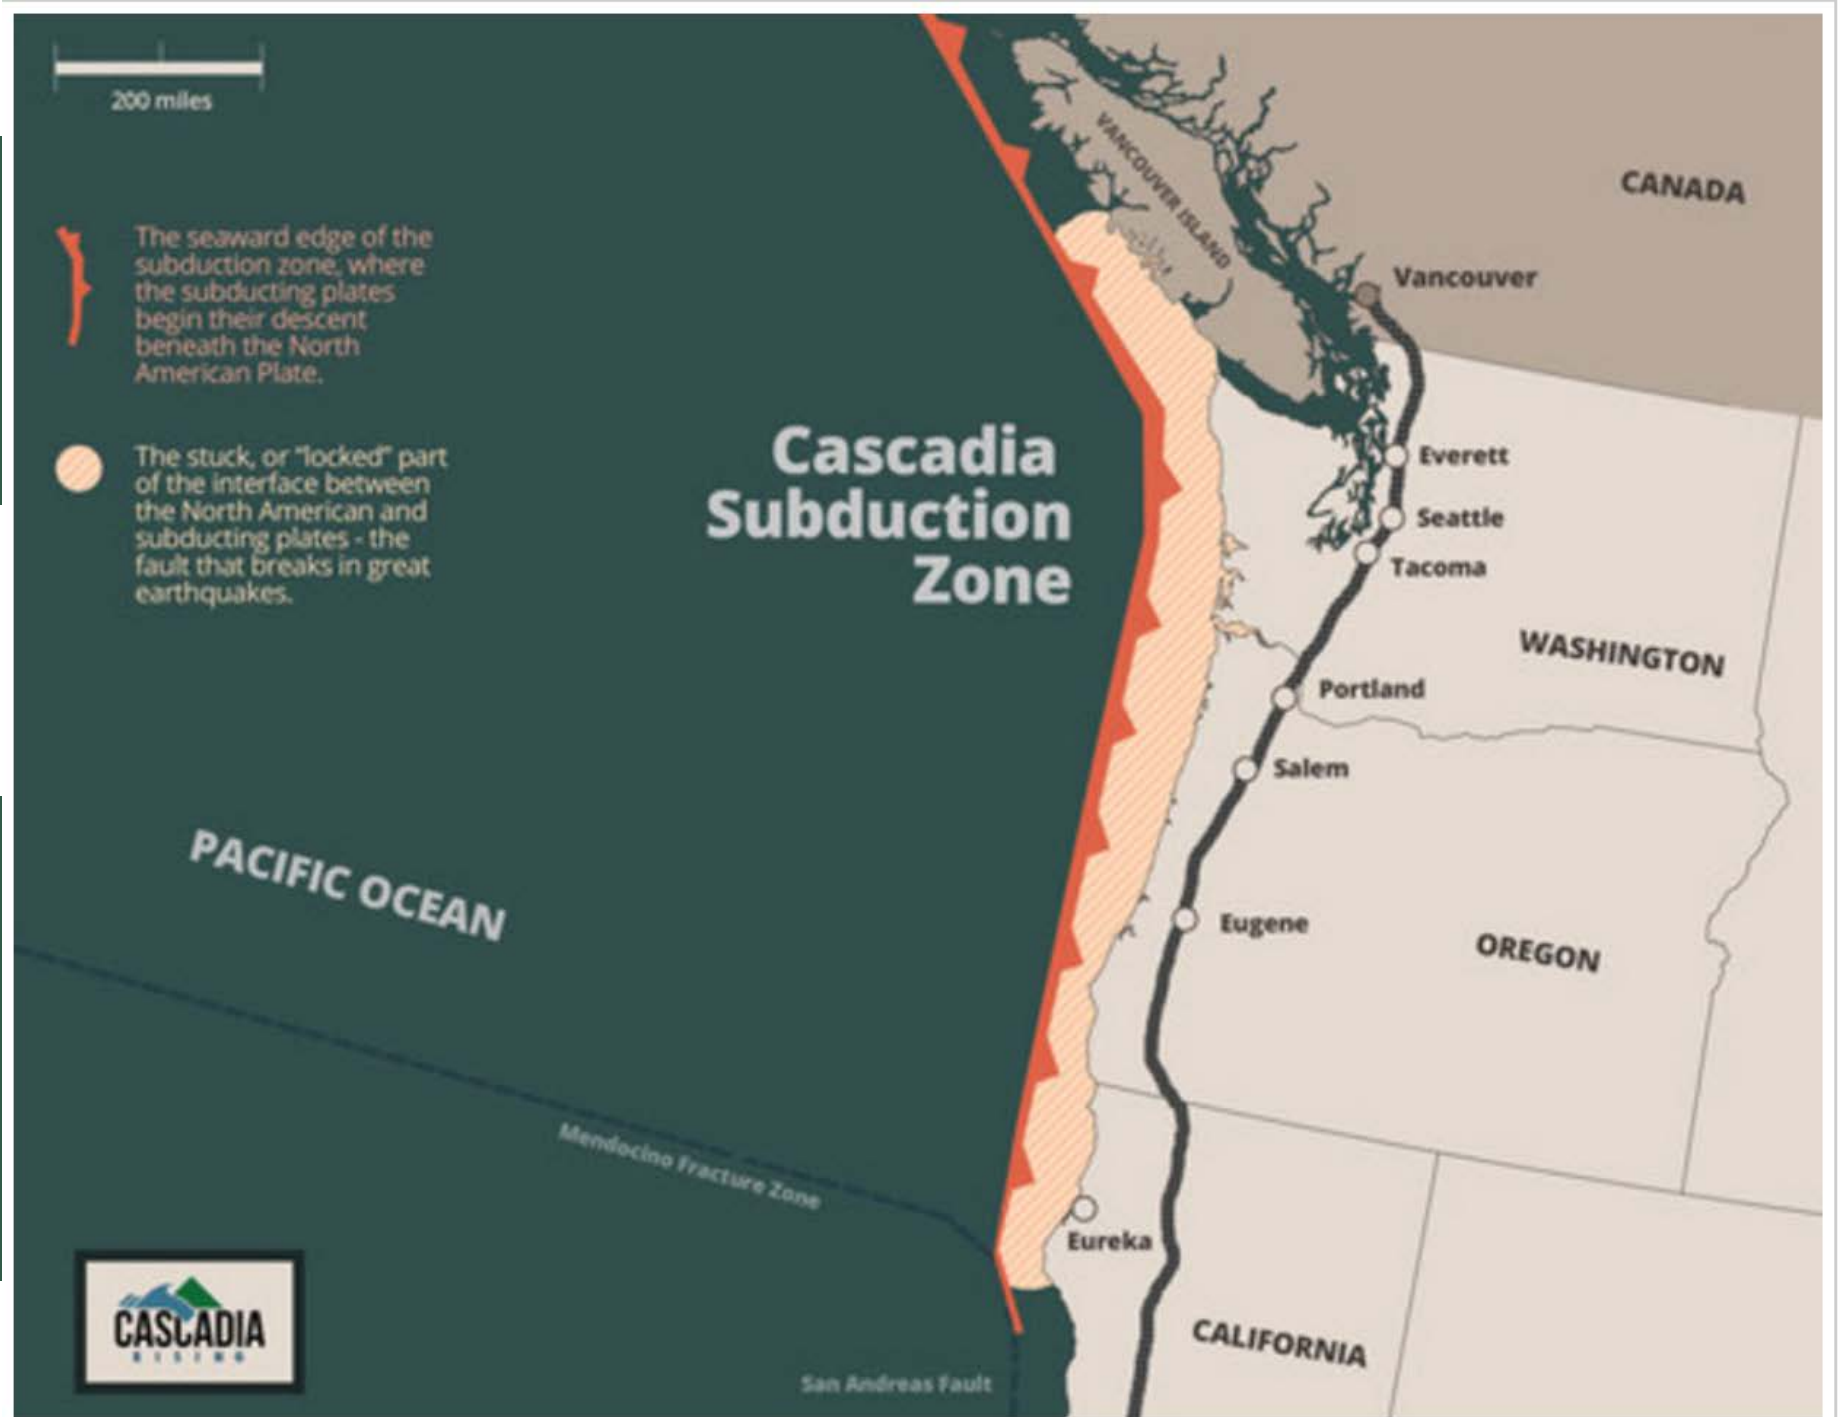 200 miles
CANADA
VANCOUVER ISLAND
The seaward edge of the
subduction zone, where
the subducting plates
begin their descent
beneath the North
American Plate.
Vancouver
Cascadia
Subduction
Zone
The stuck, or “locked” part
of the interface between
the North American and
subducting plates - the
fault that breaks in great
earthquakes.
Everett
Seattle
Tacoma
WASHINGTON
Portland
Salem
PACIFIC OCEAN
Eugene
OREGON
Mendocino Fracture Zone
Eureka
CASCADIA
RISING
CALIFORNIA
San Andreas Fault